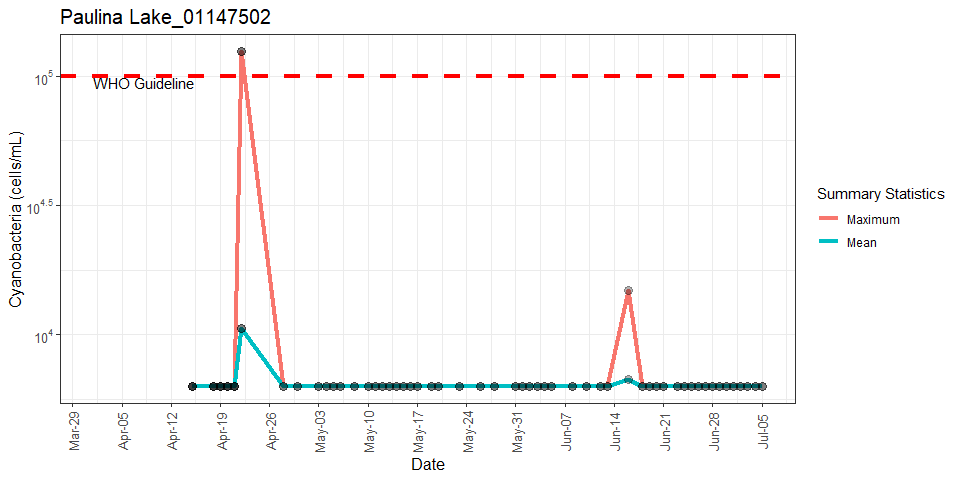 Paulina Lake_01147502
Cyanobacteria (cells/mL)
10^5
10^4.5
10^4
WHO Guideline
Summary Statistics
Maximum
Mean
Mar-29
Apr-05
Apr-12
Apr-19
Apr-26
May-03
May-10
May-17
May-24
May-31
Jun-07
Jun-14
Jun-21
Jun-28
Jul-05
Date